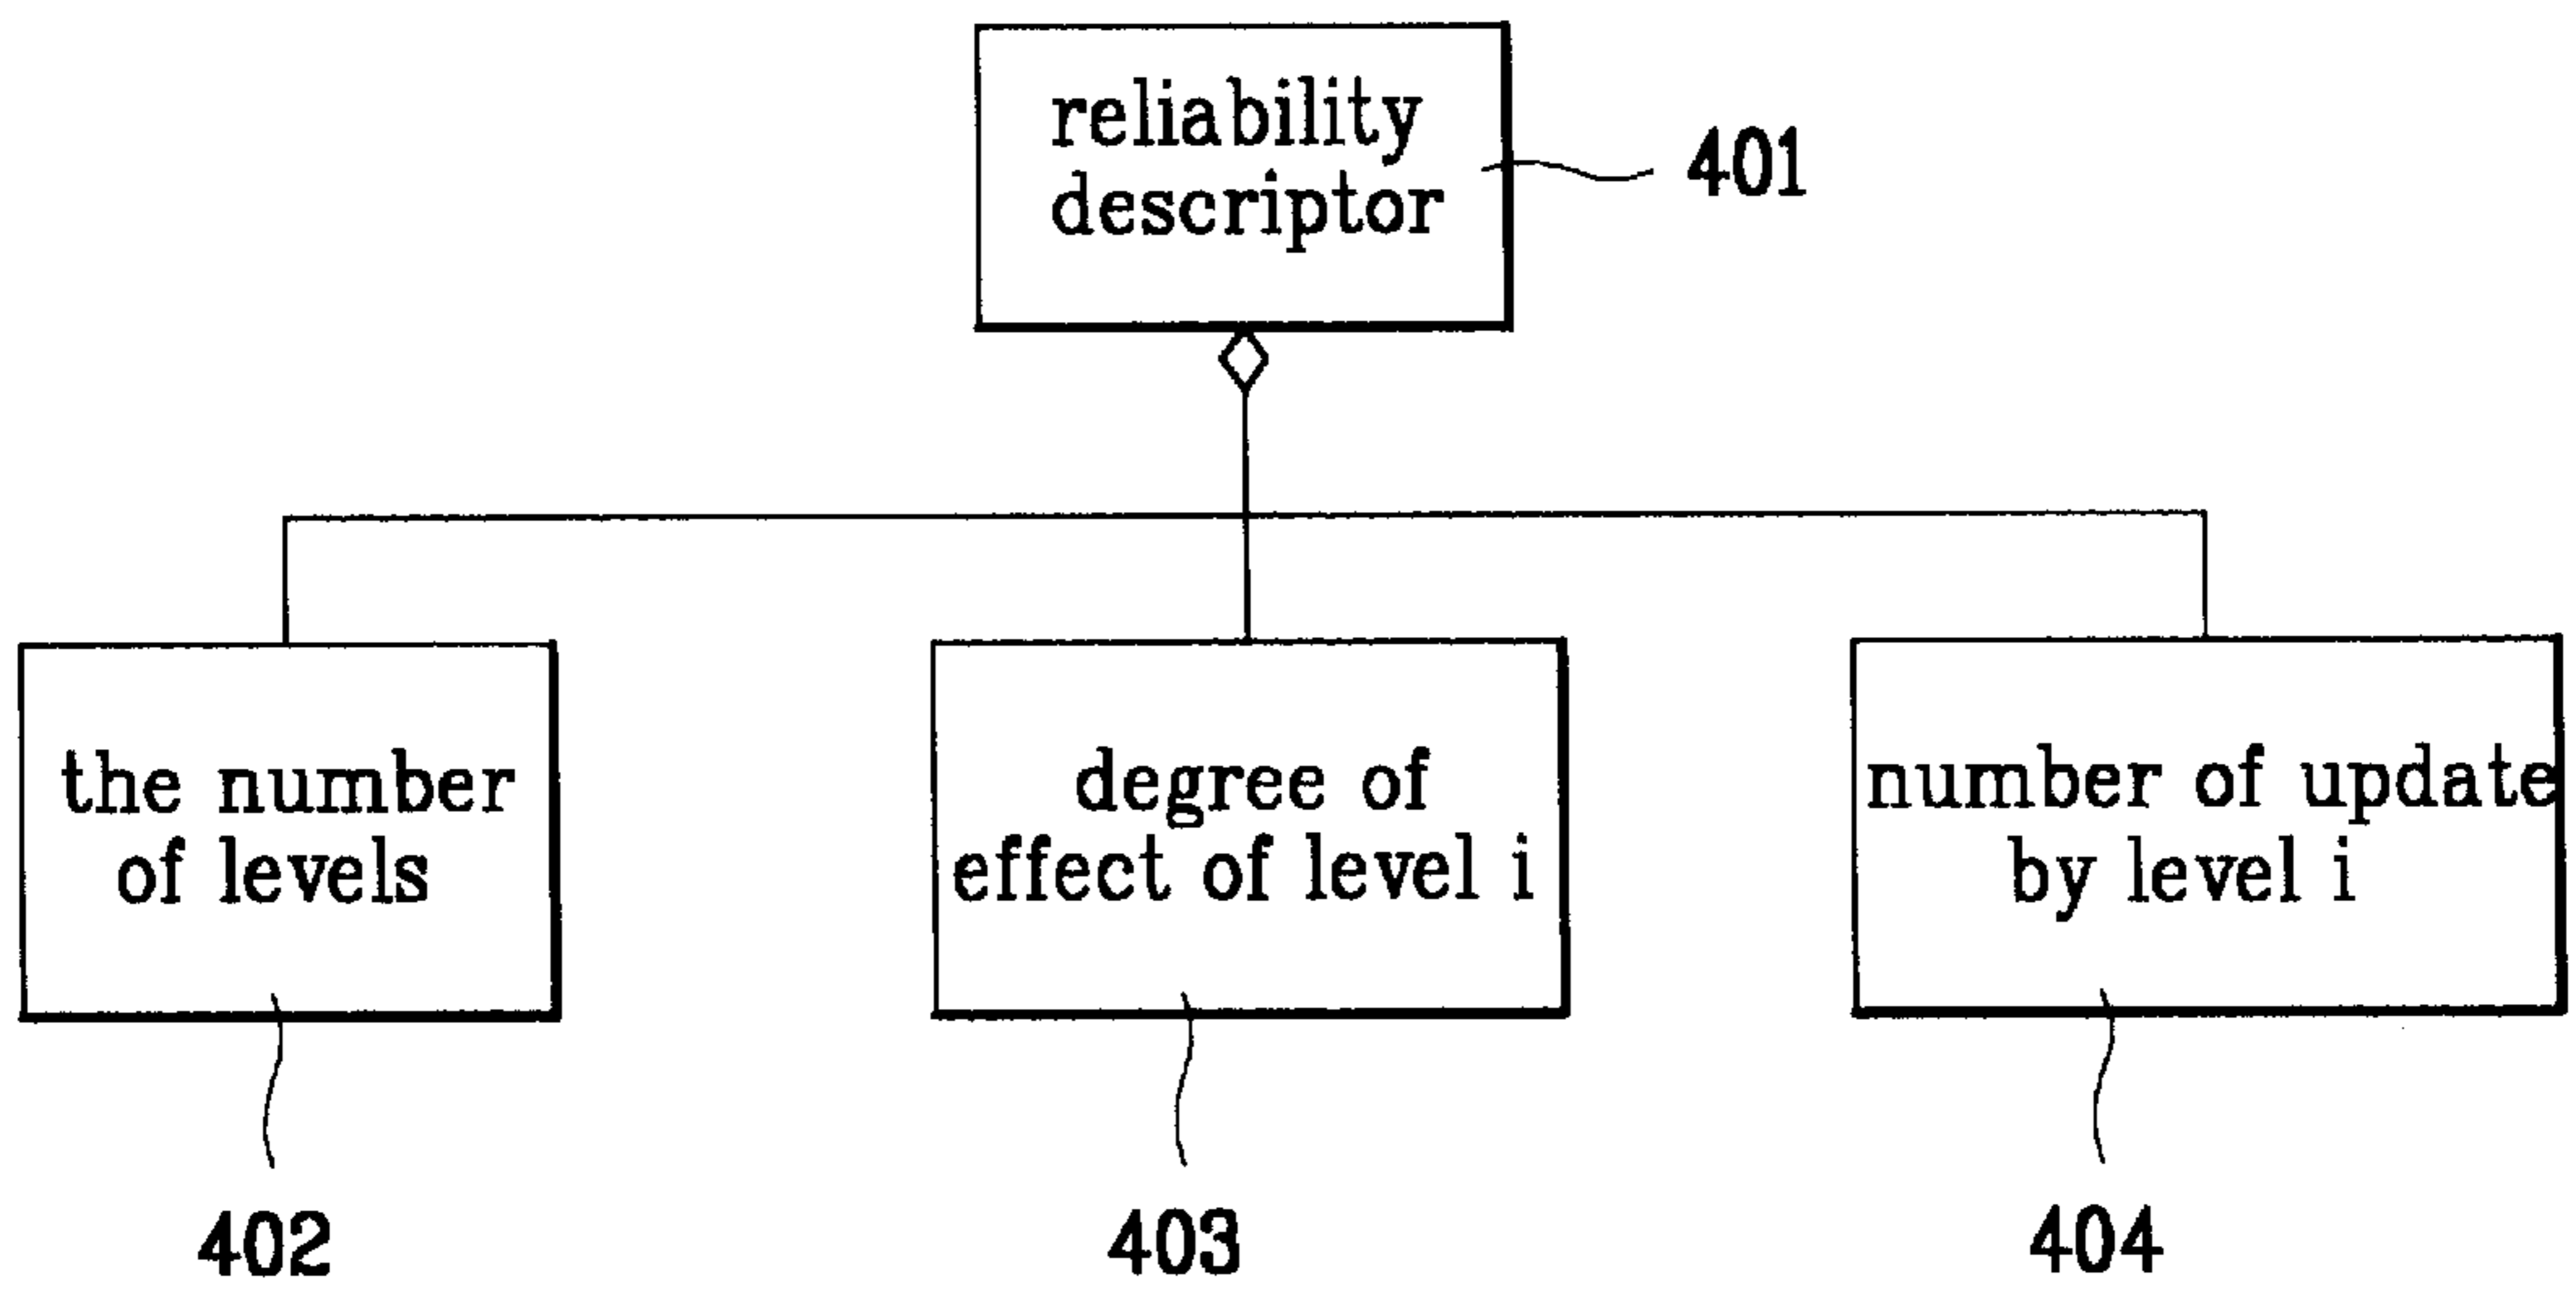 reliability
descriptor
401
the number
of levels
degree of
effect of level i
number of update
by level i
402
403
404